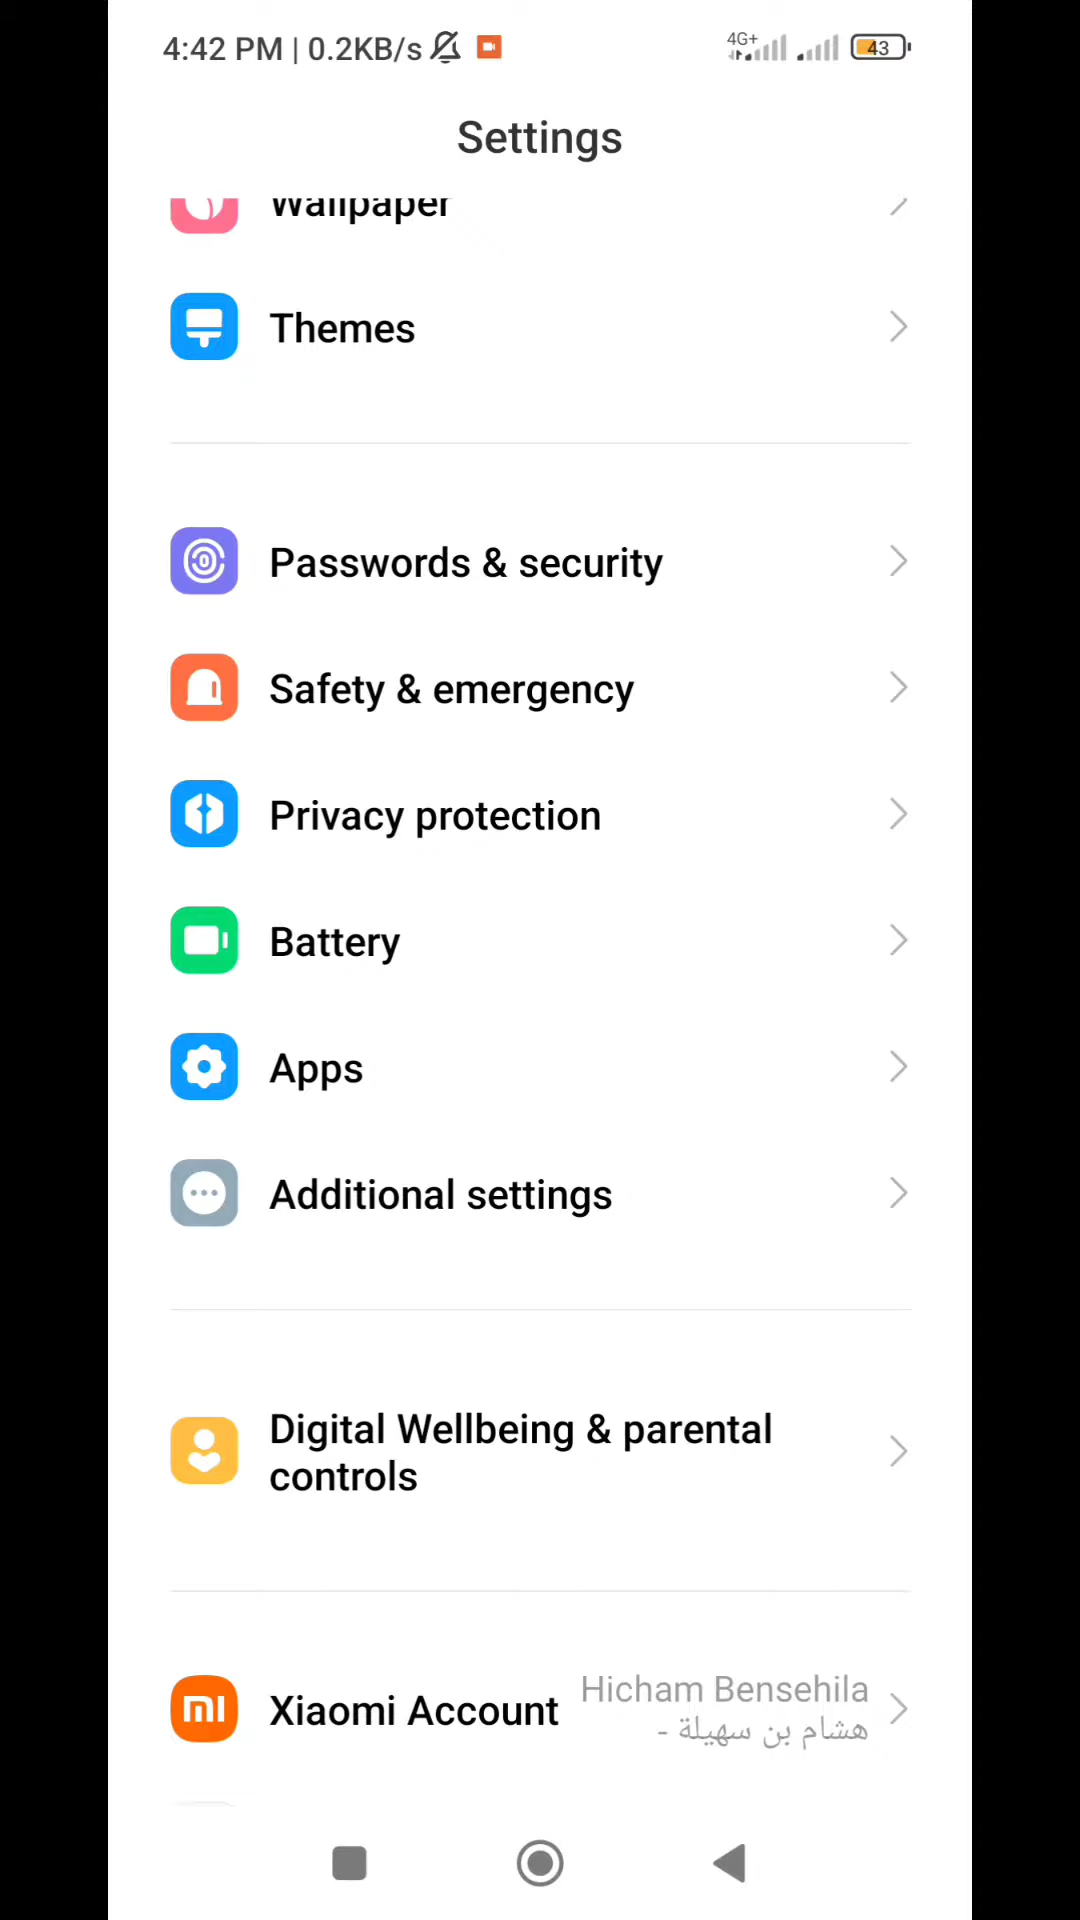 4:42 PM | 0.2KB/s
4G+
43
Settings
Wallpaper
Themes
Passwords & security
Safety & emergency
Privacy protection
Battery
Apps
Additional settings
Digital Wellbeing & parental
controls
Xiaomi Account
Hicham Bensehila
هشام بن سهيلة -